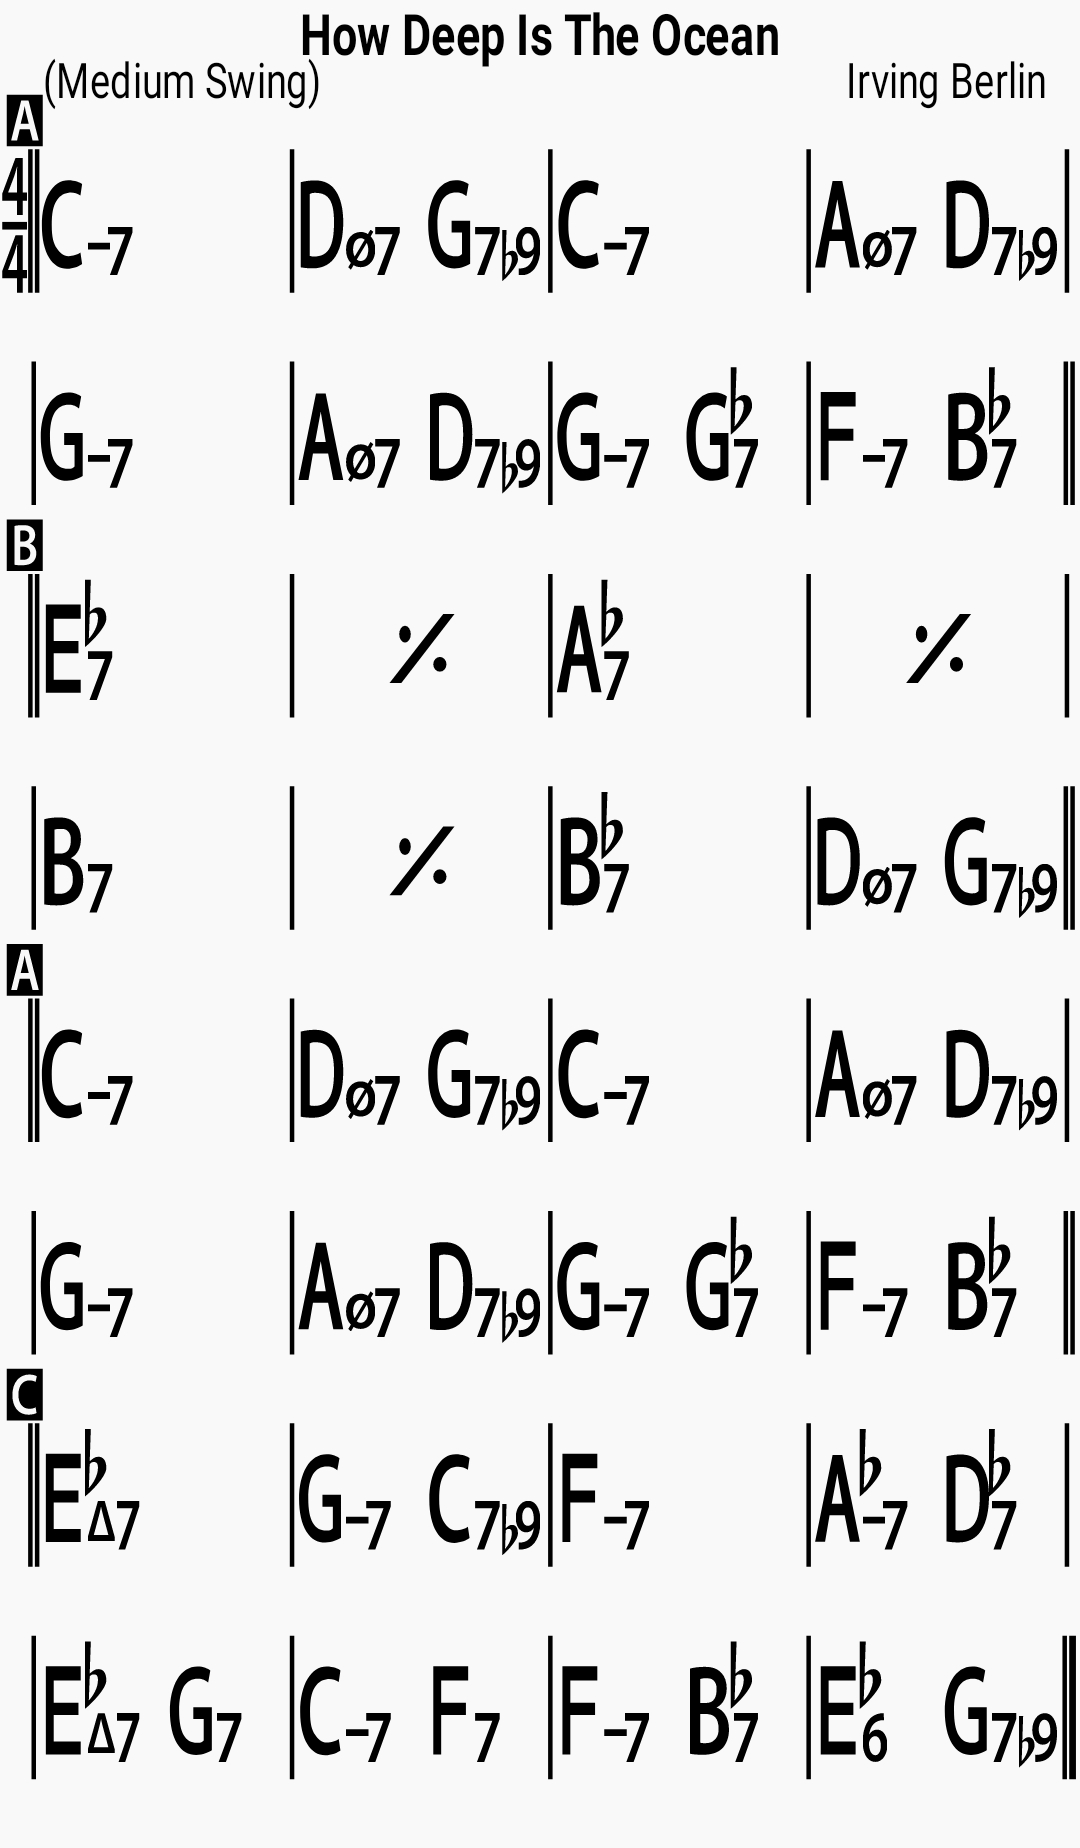 How Deep Is The Ocean
(Medium Swing) Irving Berlin
A
4/4 C-7 | Dø7 G7♭9 | C-7 | Aø7 D7♭9
G-7 | Aø7 D7♭9 | G-7 G♭7 | F-7 B♭7
B
E♭7 | 𝄎 | A♭7 | 𝄎
B7 | 𝄎 | B♭7 | Dø7 G7♭9
A
C-7 | Dø7 G7♭9 | C-7 | Aø7 D7♭9
G-7 | Aø7 D7♭9 | G-7 G♭7 | F-7 B♭7
C
E♭Δ7 | G-7 C7♭9 | F-7 | A♭-7 D♭7
E♭Δ7 G7 | C-7 F7 | F-7 B♭7 | E♭6 G7♭9